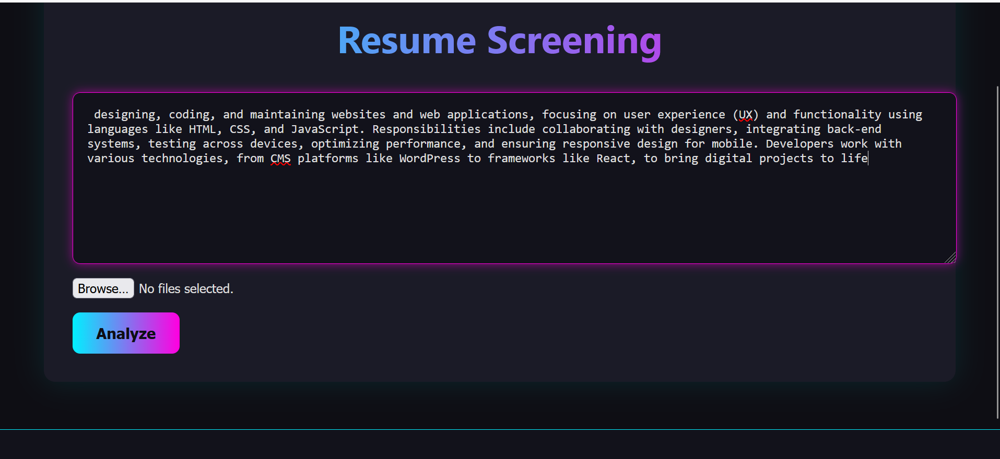 Resume Screening
designing, coding, and maintaining websites and web applications, focusing on user experience (UX) and functionality using
languages like HTML, CSS, and JavaScript. Responsibilities include collaborating with designers, integrating back-end
systems, testing across devices, optimizing performance, and ensuring responsive design for mobile. Developers work with
various technologies, from CMS platforms like WordPress to frameworks like React, to bring digital projects to life
Browse... No files selected.
Analyze